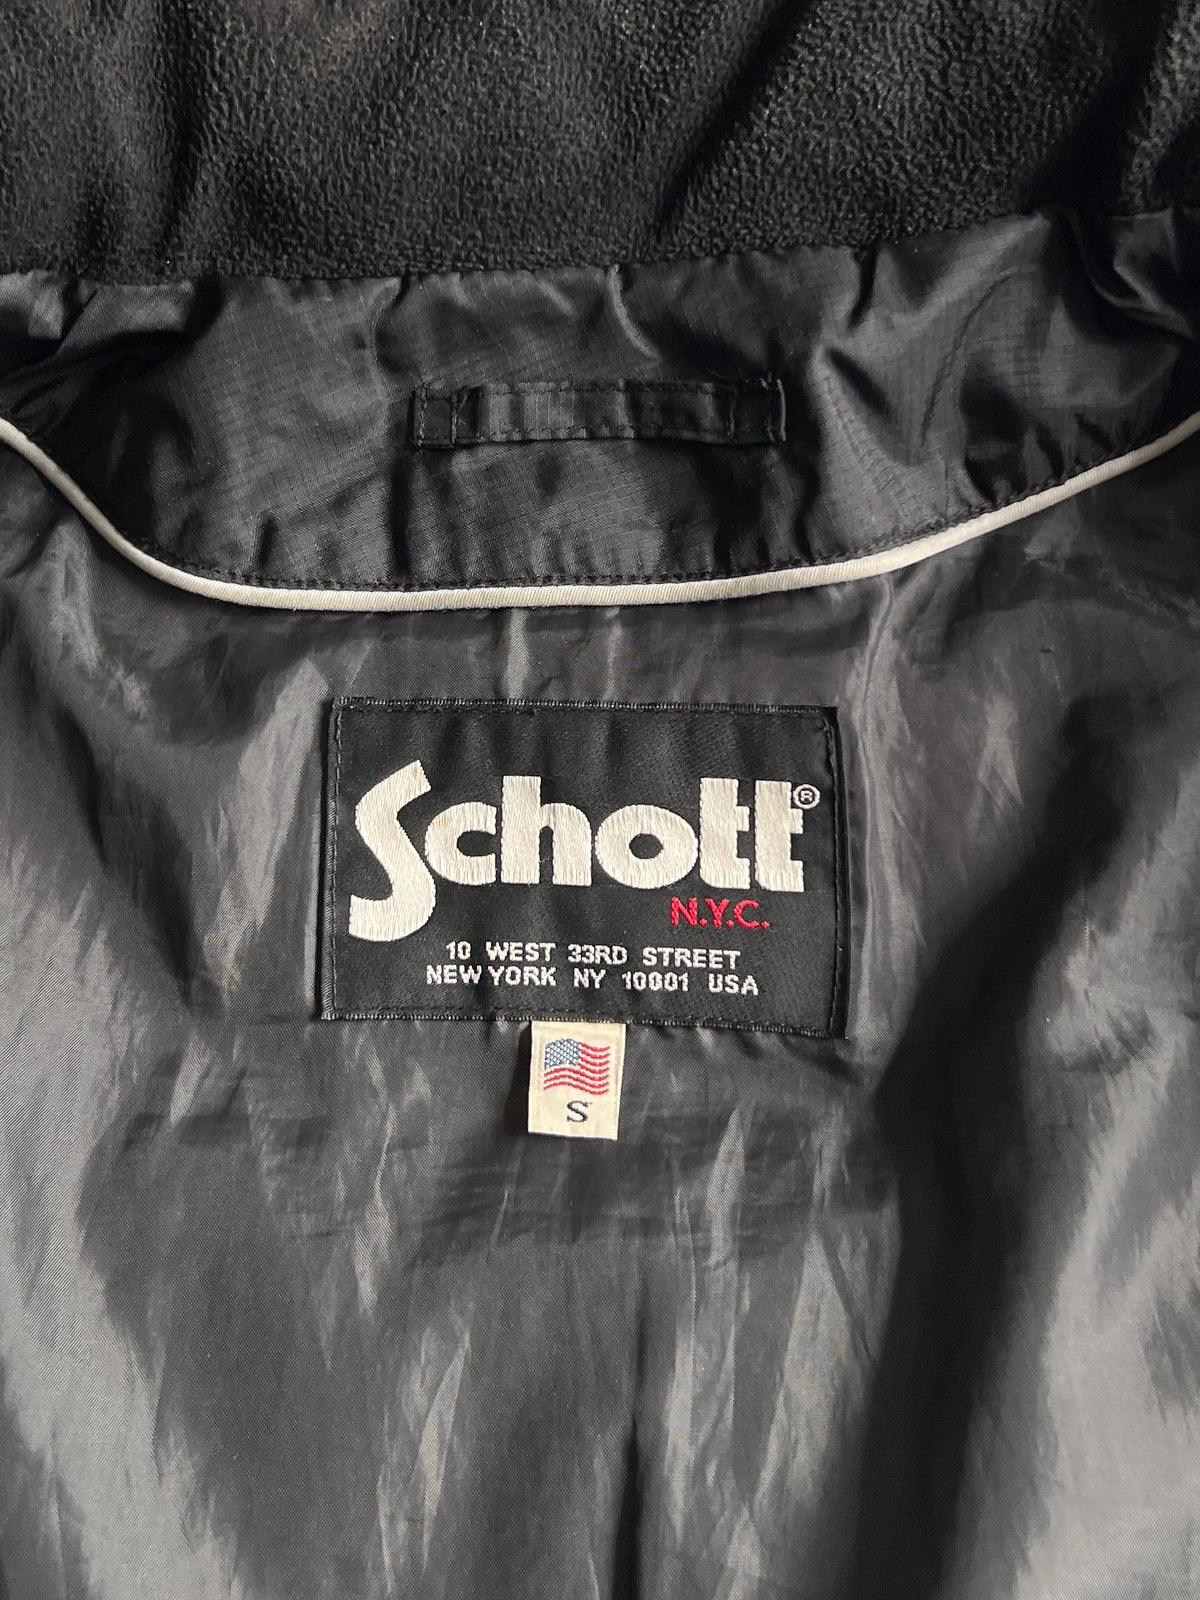 Schott®
N.Y.C.
10 WEST 33RD STREET
NEW YORK NY 10001 USA
S